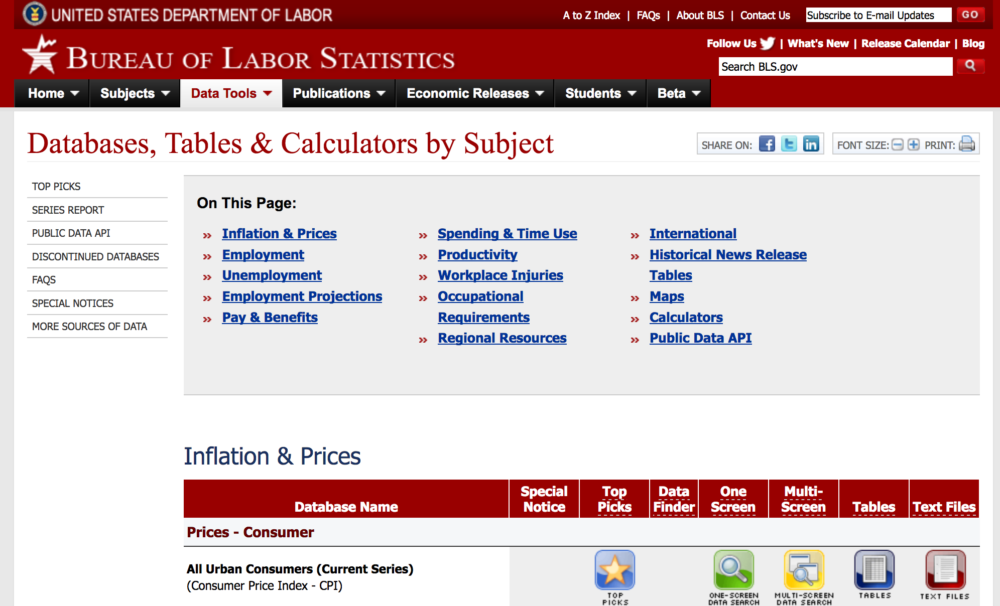 UNITED STATES DEPARTMENT OF LABOR
A to Z Index | FAQs | About BLS | Contact Us
Subscribe to E-mail Updates
GO
BUREAU OF LABOR STATISTICS
Follow Us | What's New | Release Calendar | Blog
Search BLS.gov
Home
Subjects
Data Tools
Publications
Economic Releases
Students
Beta
Databases, Tables & Calculators by Subject
SHARE ON:
FONT SIZE:
PRINT:
TOP PICKS
SERIES REPORT
PUBLIC DATA API
DISCONTINUED DATABASES
FAQS
SPECIAL NOTICES
MORE SOURCES OF DATA
On This Page:
» Inflation & Prices
» Employment
» Unemployment
» Employment Projections
» Pay & Benefits
» Spending & Time Use
» Productivity
» Workplace Injuries
» Occupational
Requirements
» Regional Resources
» International
» Historical News Release
Tables
» Maps
» Calculators
» Public Data API
Inflation & Prices
Database Name
Special
Notice
Top
Picks
Data
Finder
One
Screen
Multi-
Screen
Tables
Text Files
Prices - Consumer
All Urban Consumers (Current Series)
(Consumer Price Index - CPI)
TOP
PICKS
ONE-SCREEN
DATA SEARCH
MULTI-SCREEN
DATA SEARCH
TABLES
TEXT FILES